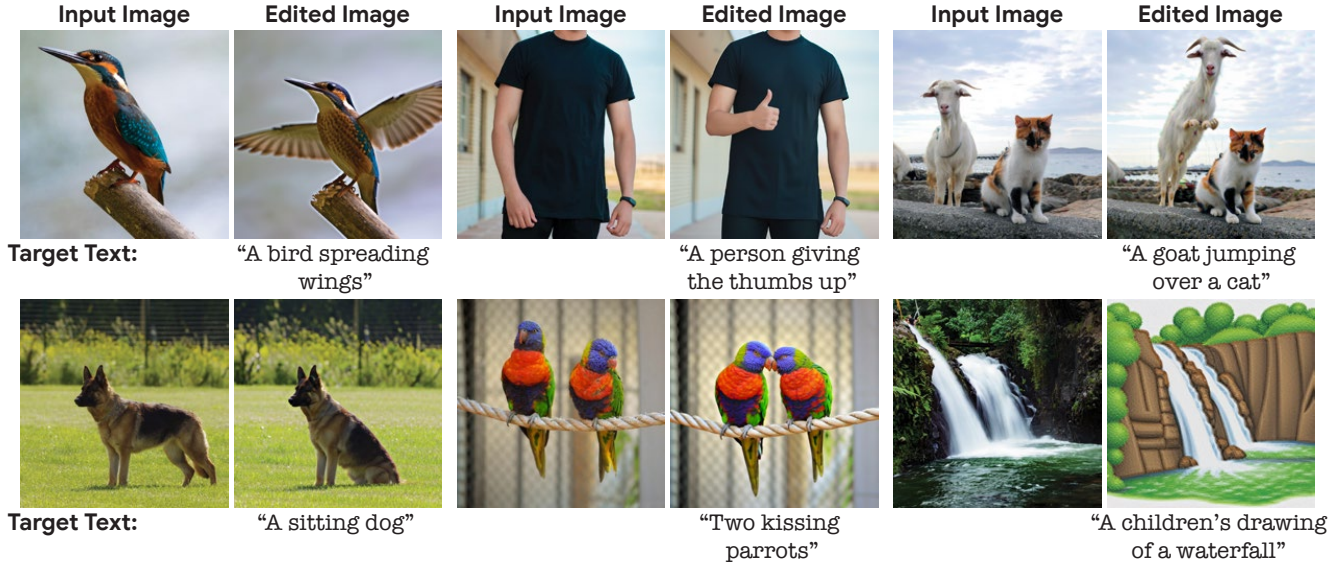 Input Image Edited Image Input Image Edited Image Input Image Edited Image
Target Text:
“A bird spreading
wings”
“A person giving
the thumbs up”
“A goat jumping
over a cat”
Target Text:
“A sitting dog”
“Two kissing
parrots”
“A children’s drawing
of a waterfall”